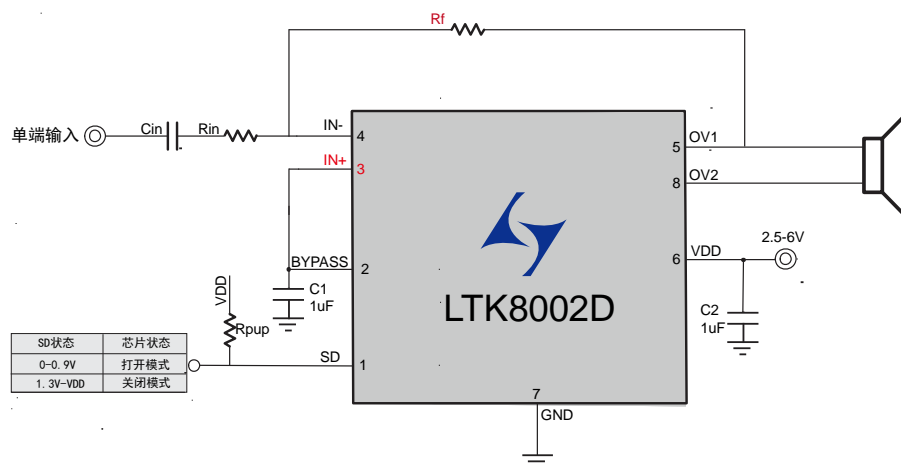 Rf
单端输入
Cin
Rin
IN-
4
IN+
3
5
OV1
8
OV2
2.5-6V
BYPASS
2
6
VDD
C1
1uF
LTK8002D
C2
1uF
VDD
Rpup
SD
1
SD状态 芯片状态
0-0.9V 打开模式
1.3V-VDD 关闭模式
7
GND